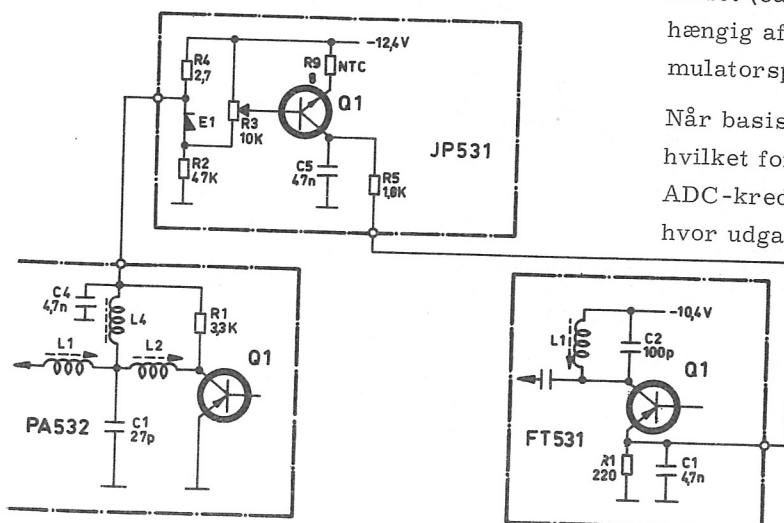 hængig af
mulatorsp
Når basis
hvilket for
ADC-kred
hvor udga
-12,4V
R4
2,7
R9
8
NTC
Q1
E1
R3
10K
JP531
R2
47K
C5
47n
R5
1,8K
C4
4,7n
L4
R1
3,3K
L1
L2
Q1
PA532
C1
27p
-10,4V
L1
C2
100p
Q1
FT531
R1
220
C1
4,7n